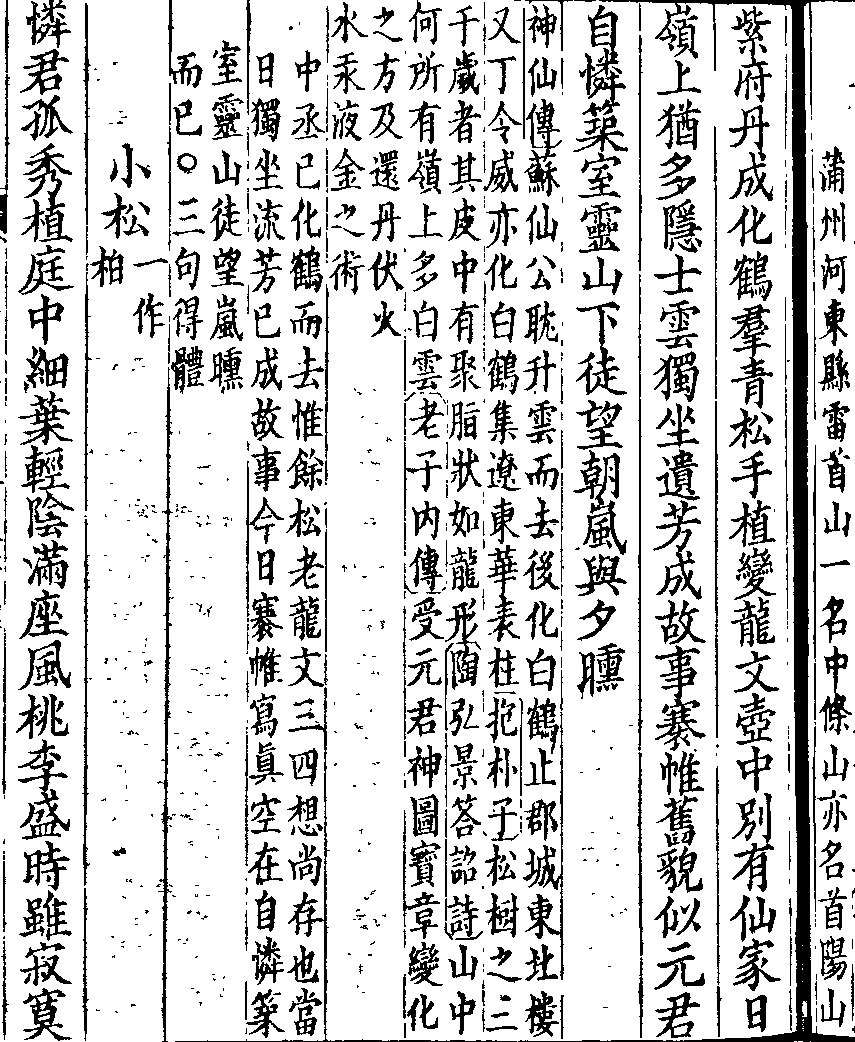 蒲州河東縣雷首山一名中條山亦名首陽山
紫府丹成化鶴羣青松手植變龍文壺中別有仙家日
嶺上猶多隱士雲獨坐遺芳成故事褰帷舊貌似元君
自憐築室靈山下徒望朝嵐與夕曛
神仙傳蘇仙公耽升雲而去後化白鶴止郡城東北樓
又丁令威亦化白鶴集遼東華表柱抱朴子松樹之三
千歲者其皮中有聚脂狀如龍形陶弘景答詔詩山中
何所有嶺上多白雲老子内傳受元君神圖寶章變化
之方及還丹伏火
水汞液金之術
中丞已化鶴而去惟餘松老龍文三四想尚存也當
日獨坐流芳已成故事今日褰帷寫眞空在自憐築
室靈山徒望嵐曛
而已○三句得體
小松一作
柏
憐君孤秀植庭中細葉輕陰滿座風桃李盛時雖寂寞